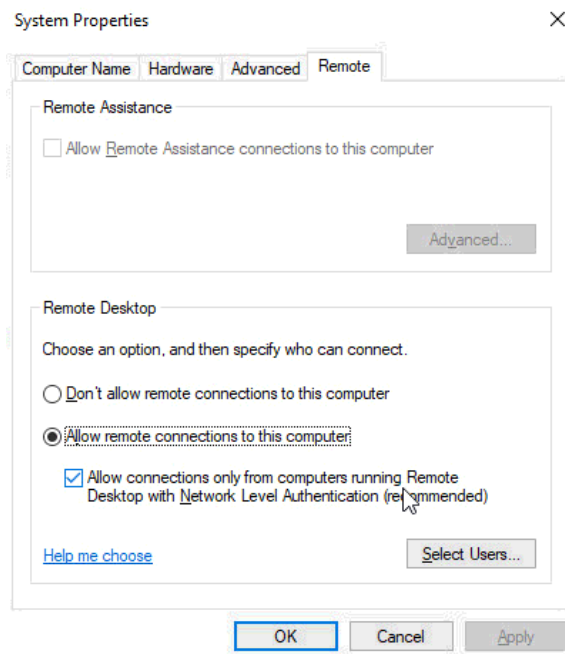 System Properties
Computer Name
Hardware
Advanced
Remote
Remote Assistance
Allow Remote Assistance connections to this computer
Advanced...
Remote Desktop
Choose an option, and then specify who can connect.
Don't allow remote connections to this computer
Allow remote connections to this computer
Allow connections only from computers running Remote
Desktop with Network Level Authentication (recommended)
Help me choose
Select Users...
OK
Cancel
Apply